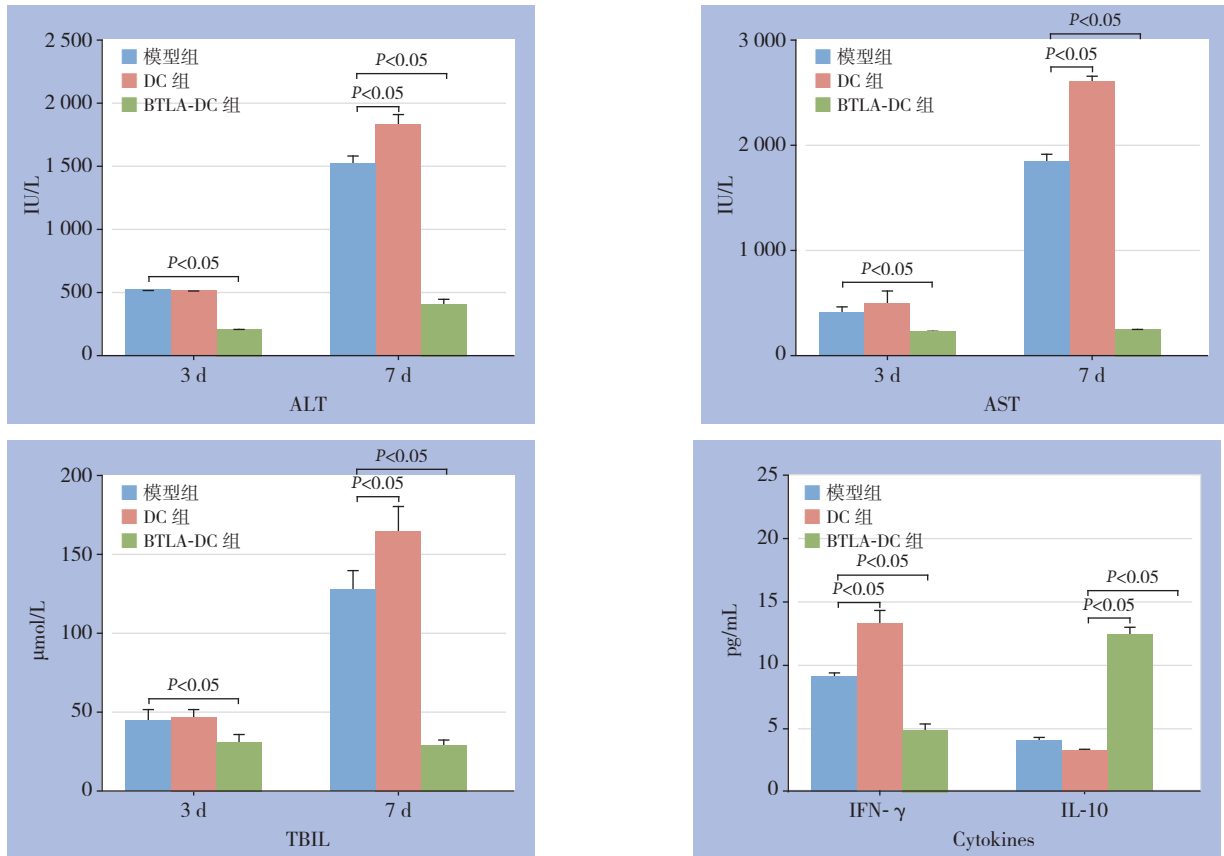 2 500
2 000
1 500
1 000
500
0
IU/L
模型组
DC 组
BTLA-DC 组
P<0.05
P<0.05
P<0.05
3 d
7 d
ALT
3 000
2 000
1 000
0
IU/L
模型组
DC 组
BTLA-DC 组
P<0.05
P<0.05
P<0.05
3 d
7 d
AST
200
150
100
50
0
μmol/L
模型组
DC 组
BTLA-DC 组
P<0.05
P<0.05
P<0.05
3 d
7 d
TBIL
25
20
15
10
5
0
pg/mL
模型组
DC 组
BTLA-DC 组
P<0.05
P<0.05
P<0.05
P<0.05
IFN- γ
IL-10
Cytokines